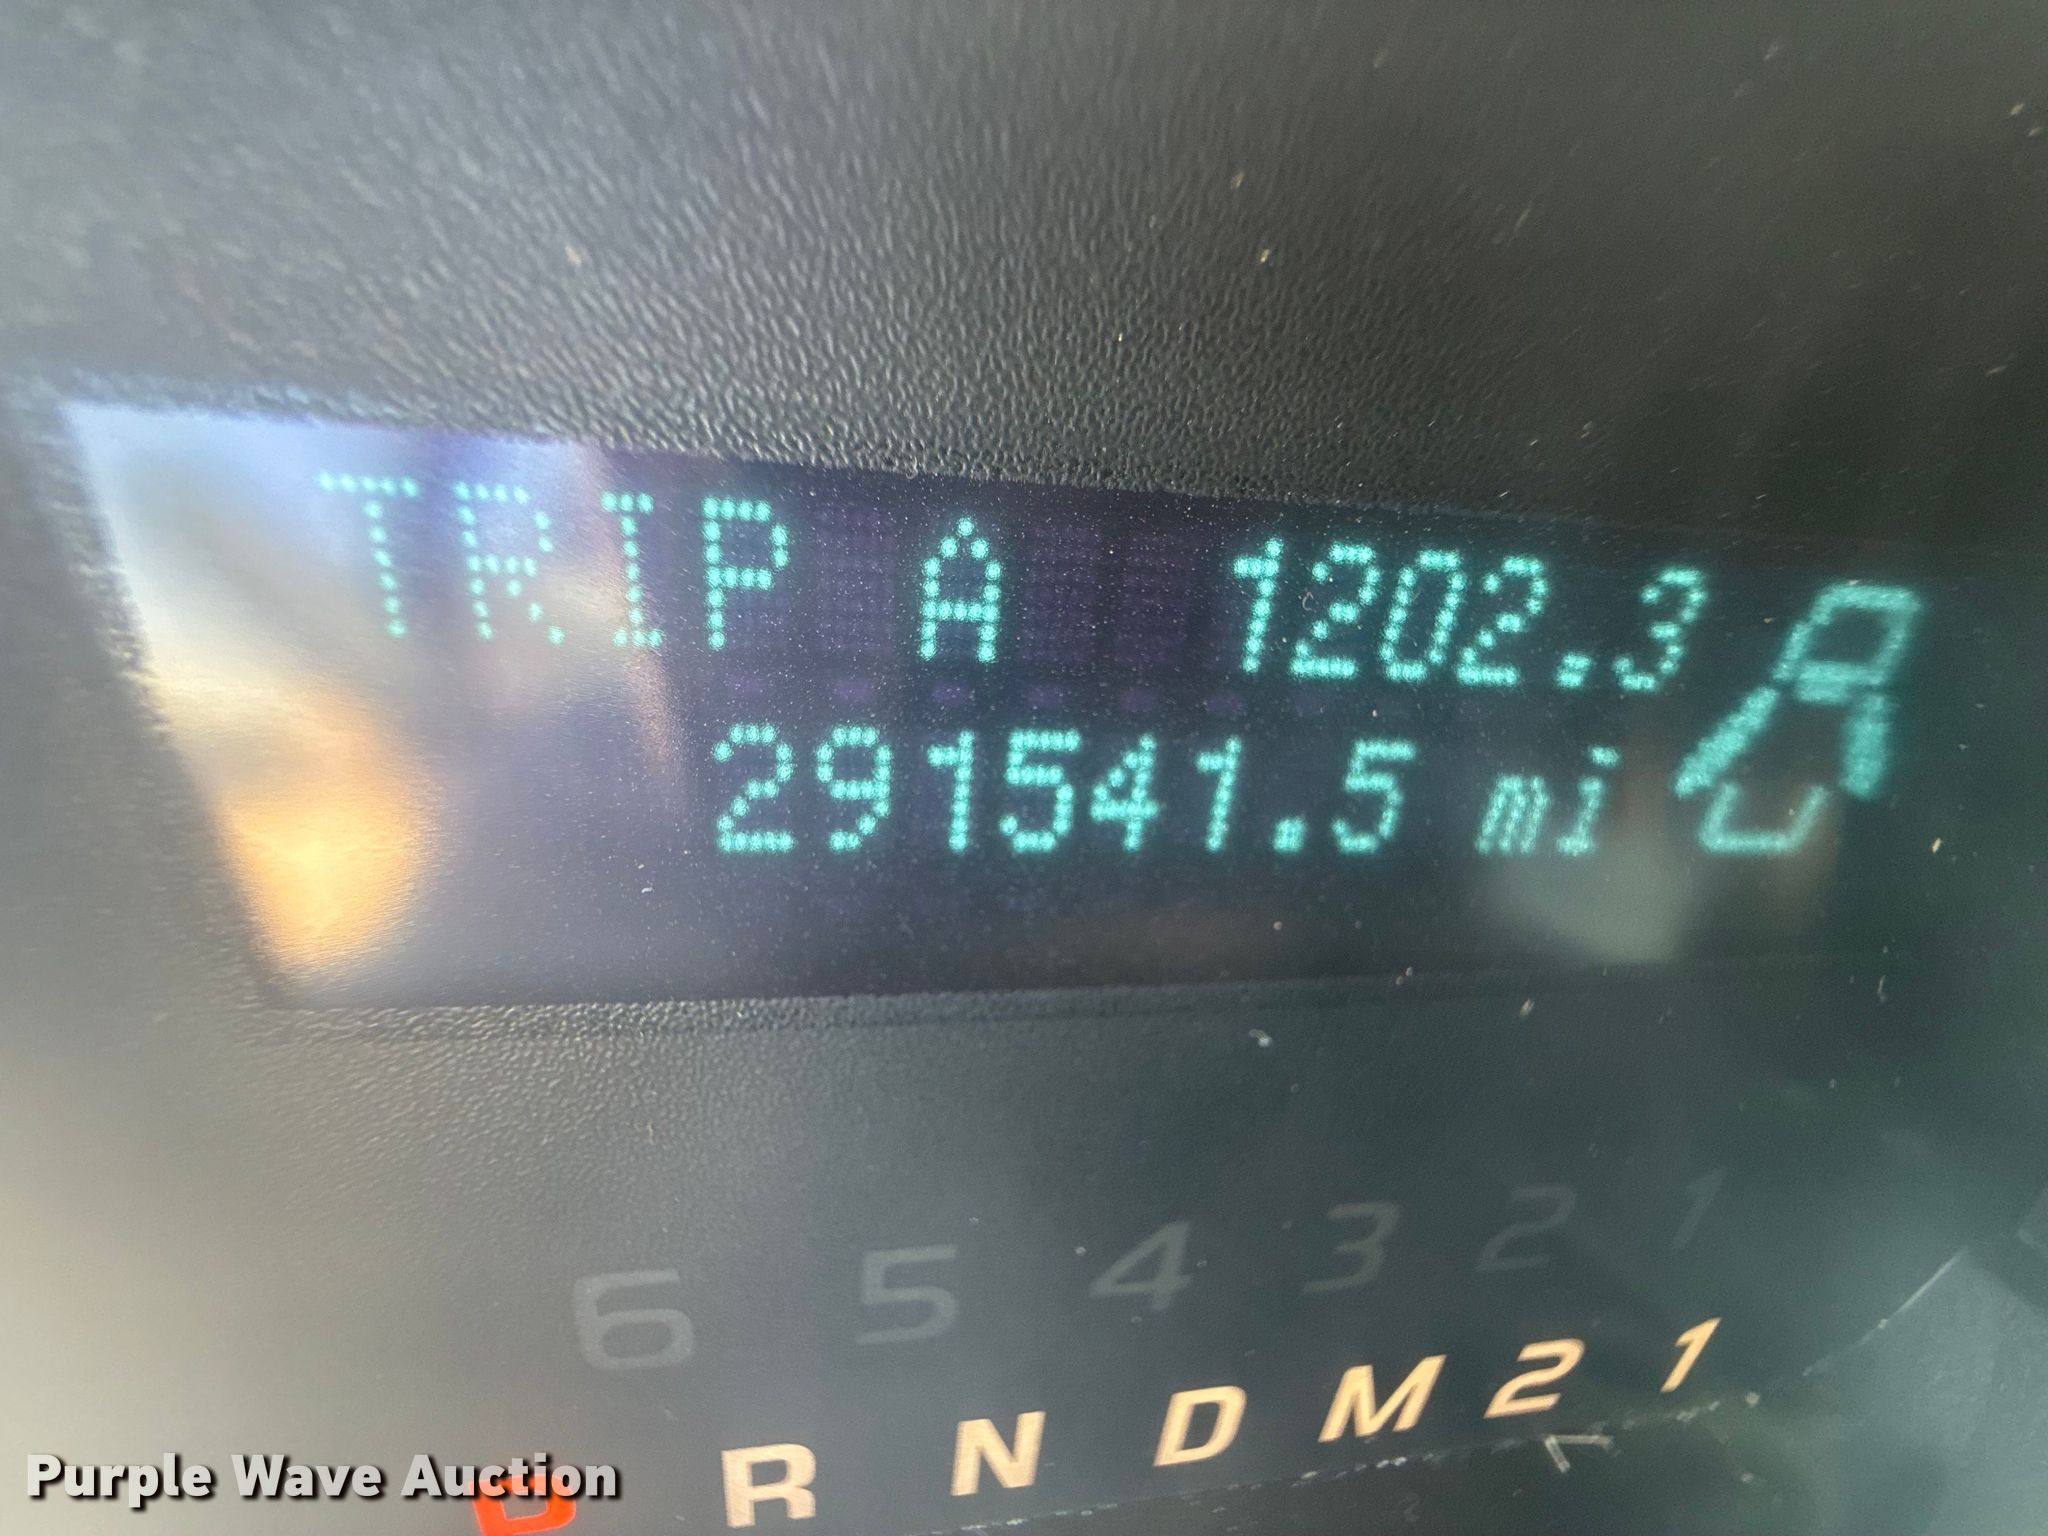 TRIP A 1202.3
291541.5 mi
6 5 4 3 2 1
P R N D M 2 1
Purple Wave Auction